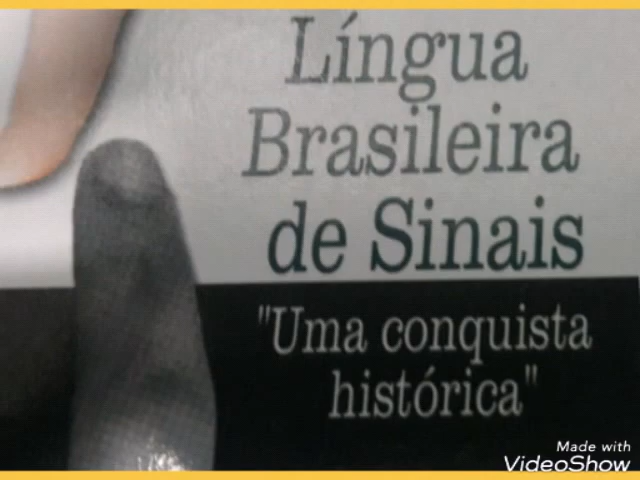 Língua
Brasileira
de Sinais
"Uma conquista
histórica"
Made with
VideoShow